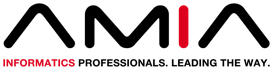 AMIA
INFORMATICS PROFESSIONALS. LEADING THE WAY.